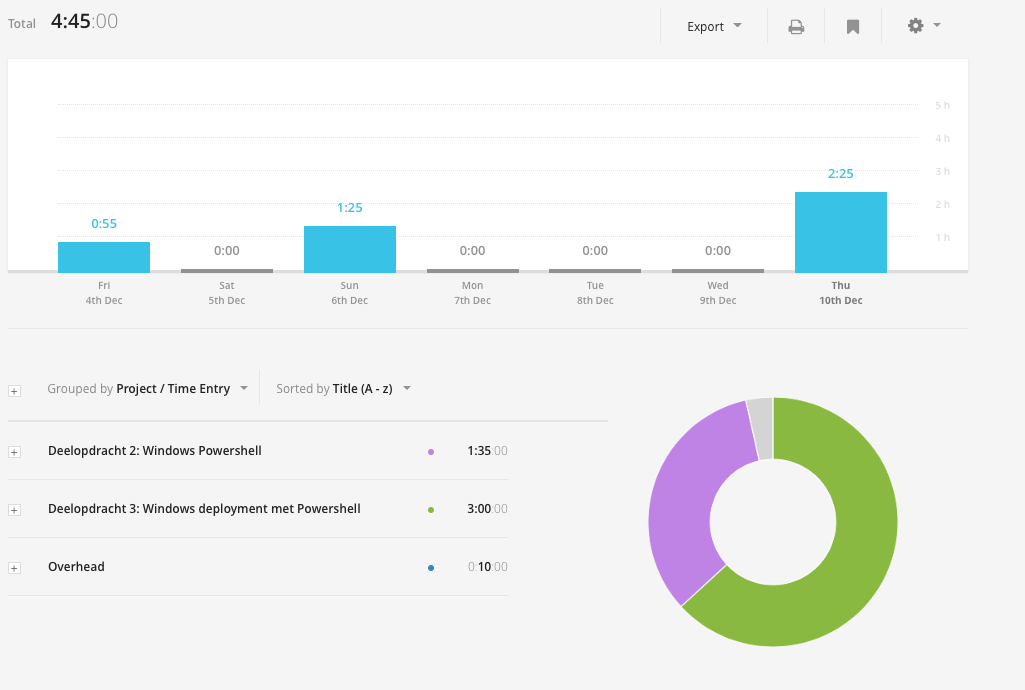 Total 4:45:00 Export
5 h
4 h
3 h
2 h
1 h
0:55 0:00 1:25 0:00 0:00 0:00 2:25
Fri Sat Sun Mon Tue Wed Thu
4th Dec 5th Dec 6th Dec 7th Dec 8th Dec 9th Dec 10th Dec
Grouped by Project / Time Entry Sorted by Title (A - z)
Deelopdracht 2: Windows Powershell 1:35:00
Deelopdracht 3: Windows deployment met Powershell 3:00:00
Overhead 0:10:00